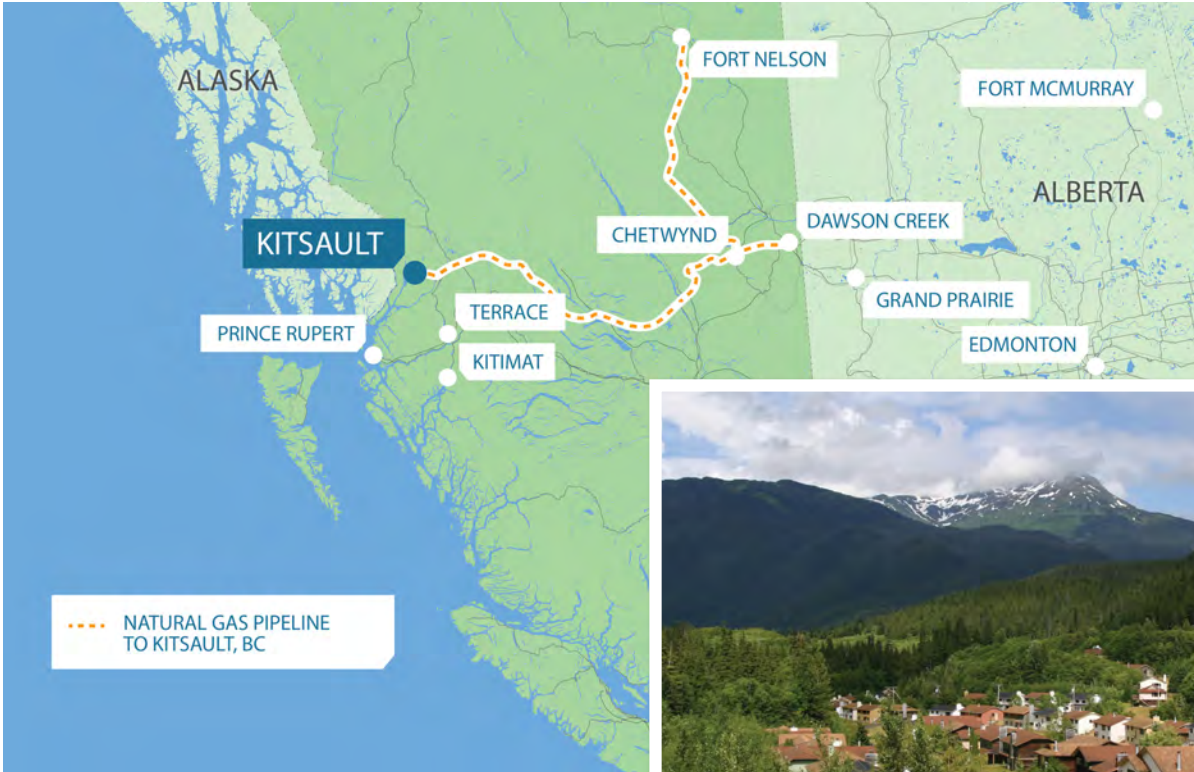 ALASKA
FORT NELSON
FORT MCMURRAY
ALBERTA
KITSAULT
CHETWYND
DAWSON CREEK
GRAND PRAIRIE
TERRACE
PRINCE RUPERT
KITIMAT
EDMONTON
NATURAL GAS PIPELINE
TO KITSAULT, BC